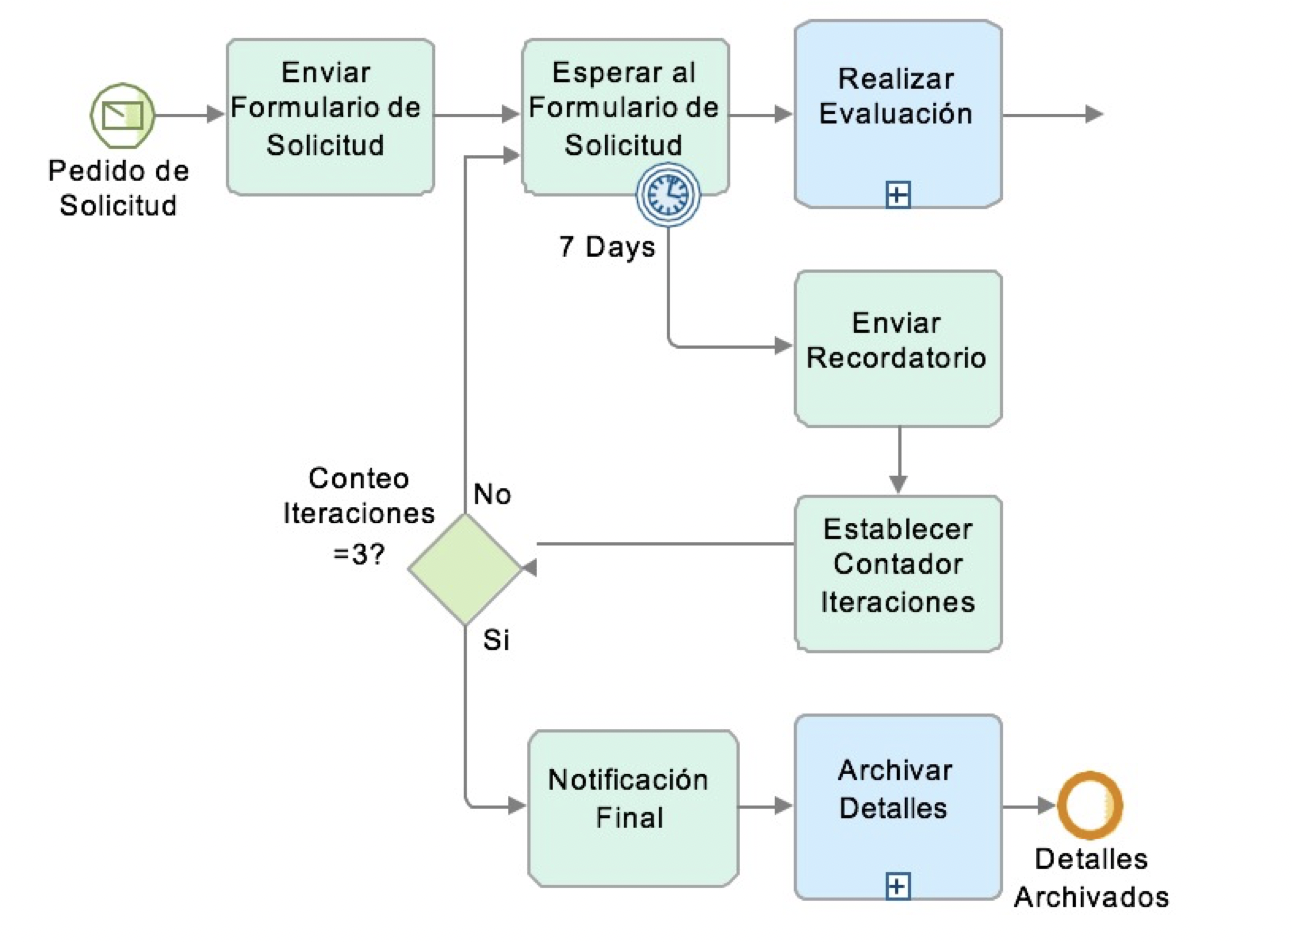 Enviar
Formulario de
Solicitud
Esperar al
Formulario de
Solicitud
Realizar
Evaluación
Pedido de
Solicitud
7 Days
Enviar
Recordatorio
Conteo
Iteraciones
=3?
No
Establecer
Contador
Iteraciones
Si
Notificación
Final
Archivar
Detalles
Detalles
Archivados